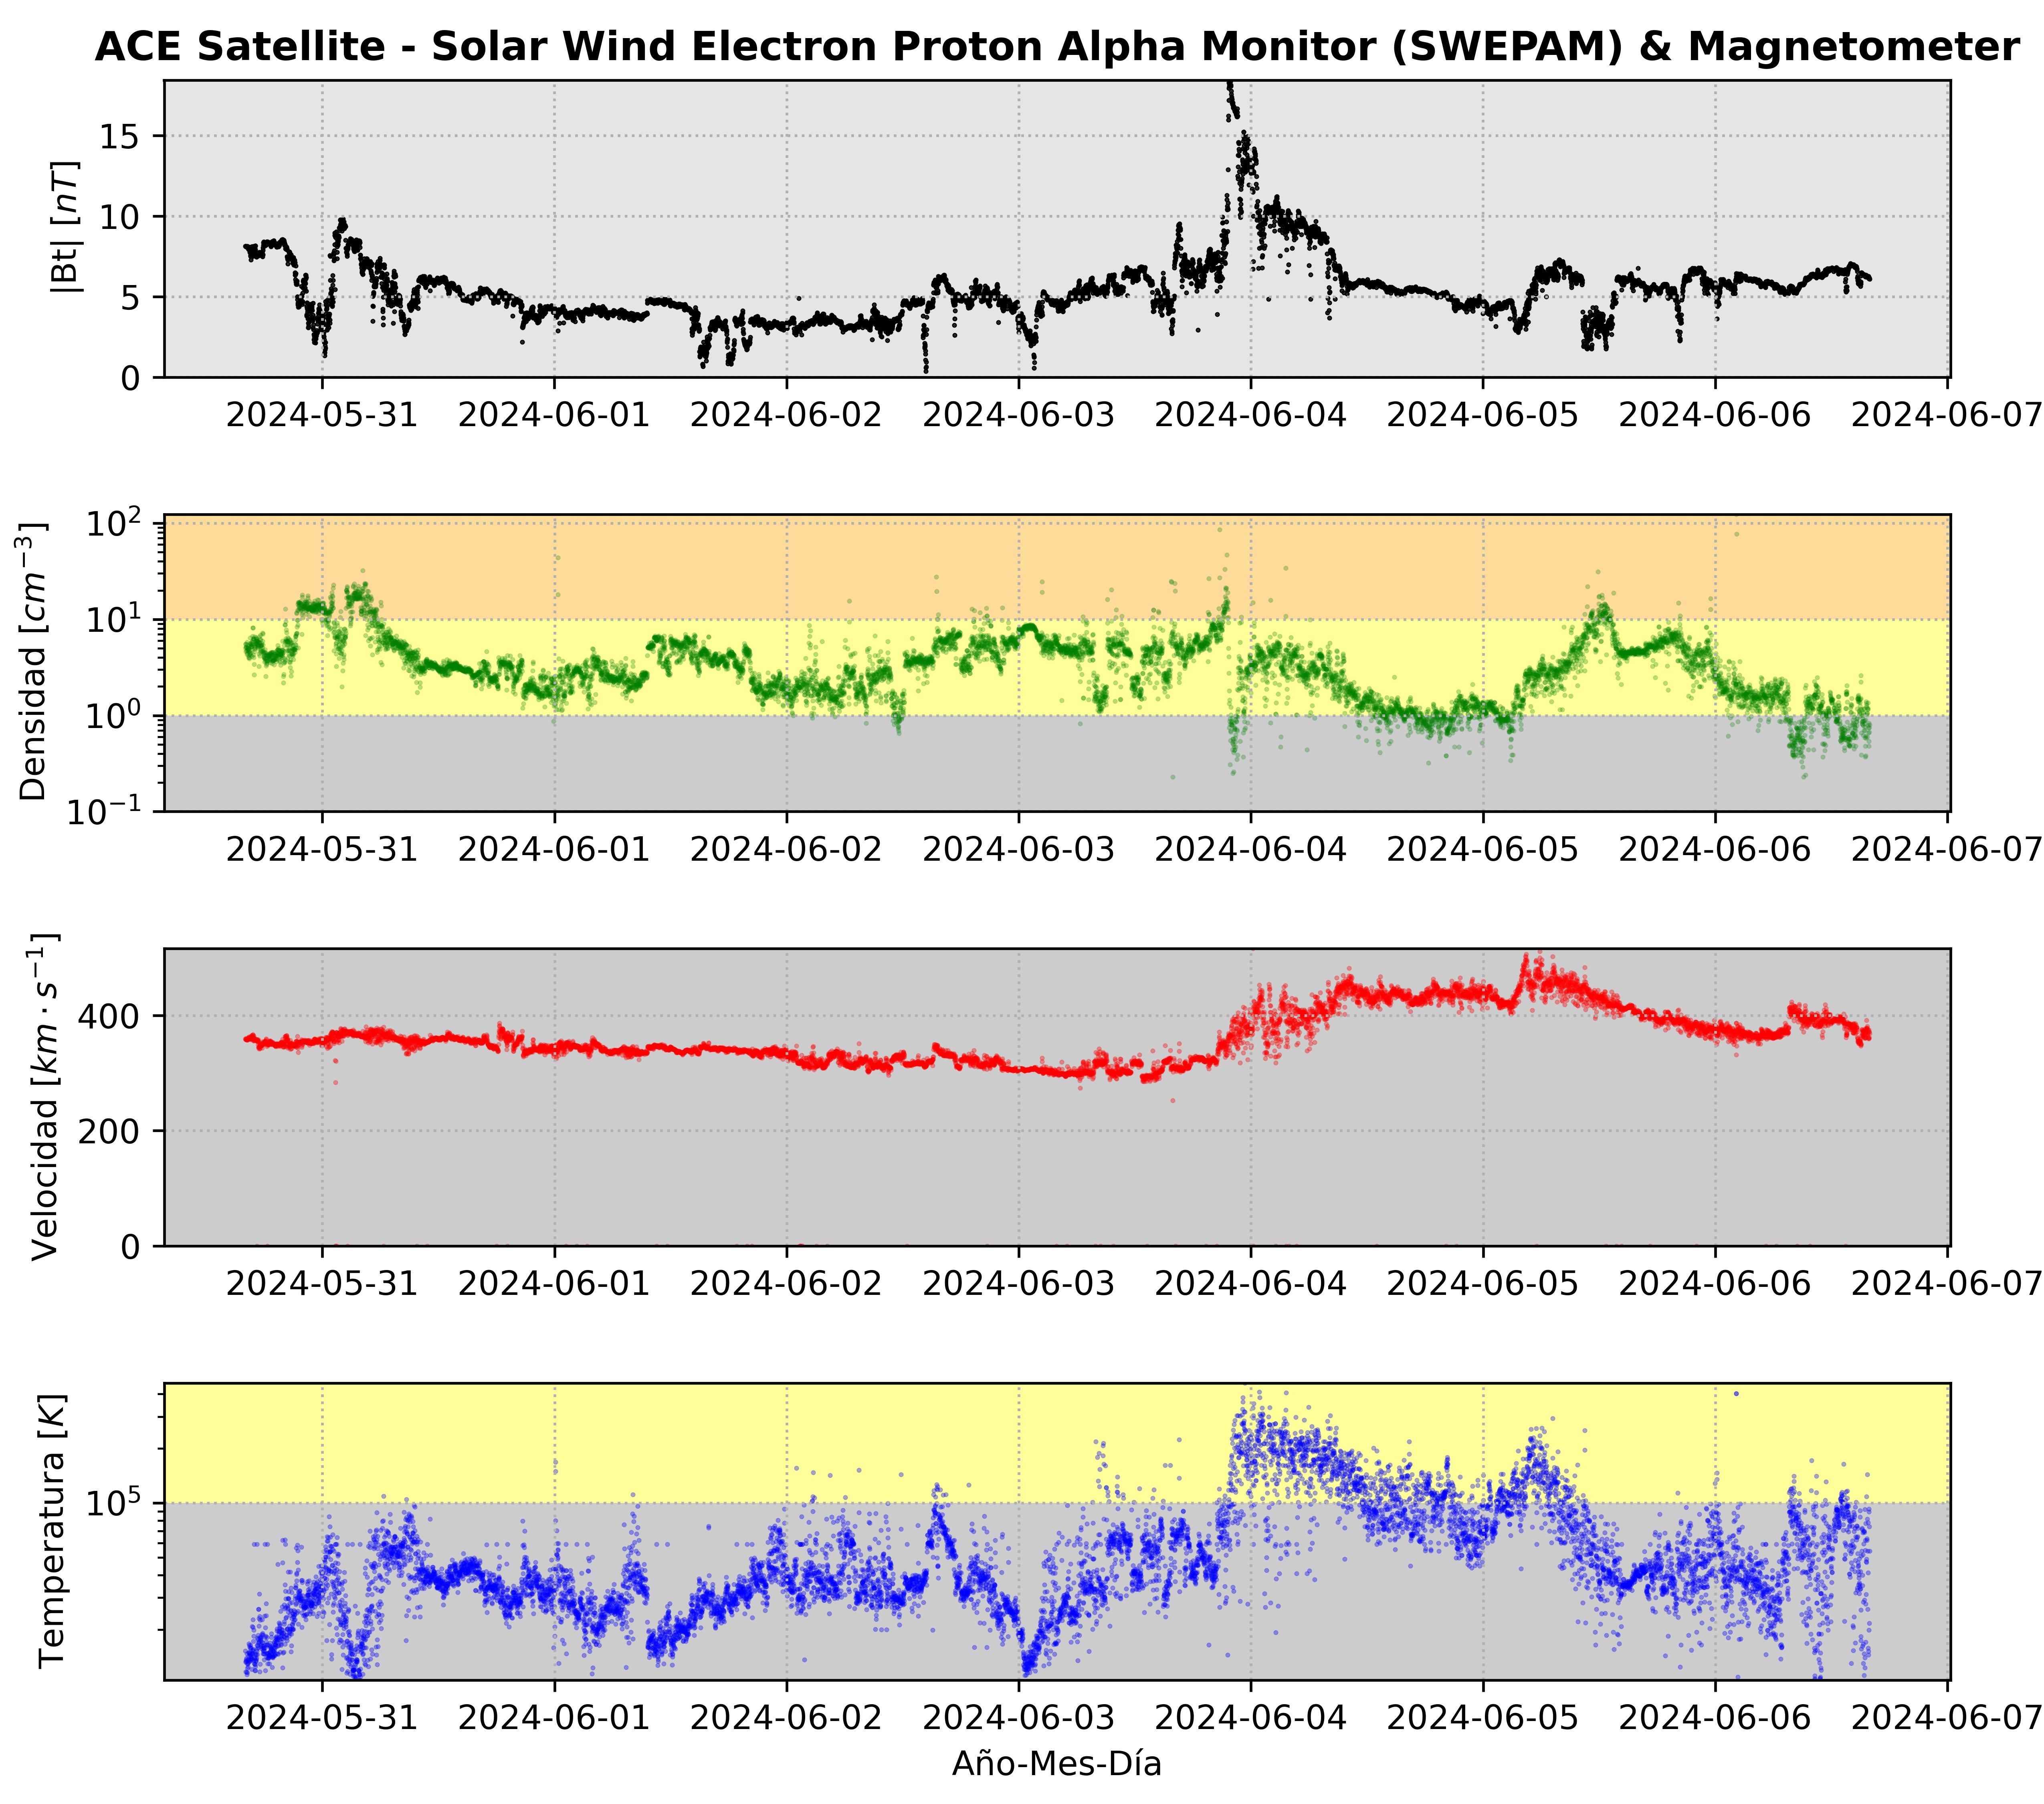 ACE Satellite - Solar Wind Electron Proton Alpha Monitor (SWEPAM) & Magnetometer
|Bt| [nT]
15
10
5
0
2024-05-31 2024-06-01 2024-06-02 2024-06-03 2024-06-04 2024-06-05 2024-06-06 2024-06-07
Densidad [cm⁻³]
10²
10¹
10⁰
10⁻¹
2024-05-31 2024-06-01 2024-06-02 2024-06-03 2024-06-04 2024-06-05 2024-06-06 2024-06-07
Velocidad [km · s⁻¹]
400
200
0
2024-05-31 2024-06-01 2024-06-02 2024-06-03 2024-06-04 2024-06-05 2024-06-06 2024-06-07
Temperatura [K]
10⁵
2024-05-31 2024-06-01 2024-06-02 2024-06-03 2024-06-04 2024-06-05 2024-06-06 2024-06-07
Año-Mes-Día